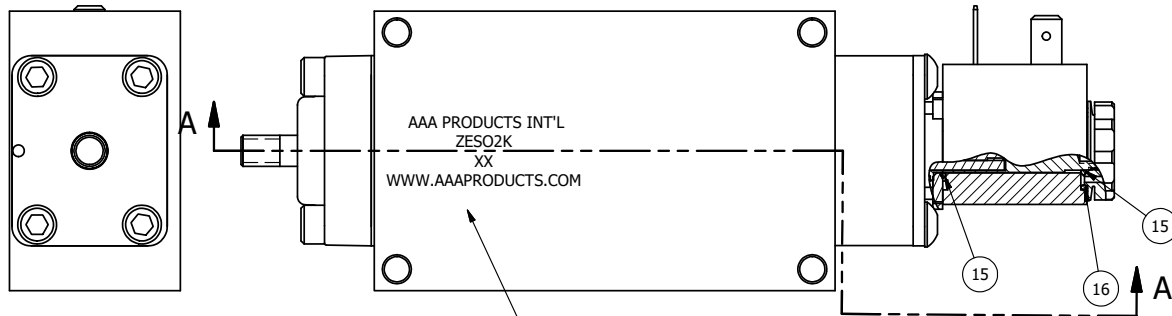 A
AAA PRODUCTS INT'L
ZESO2K
XX
WWW.AAAPRODUCTS.COM
15
15
16
A